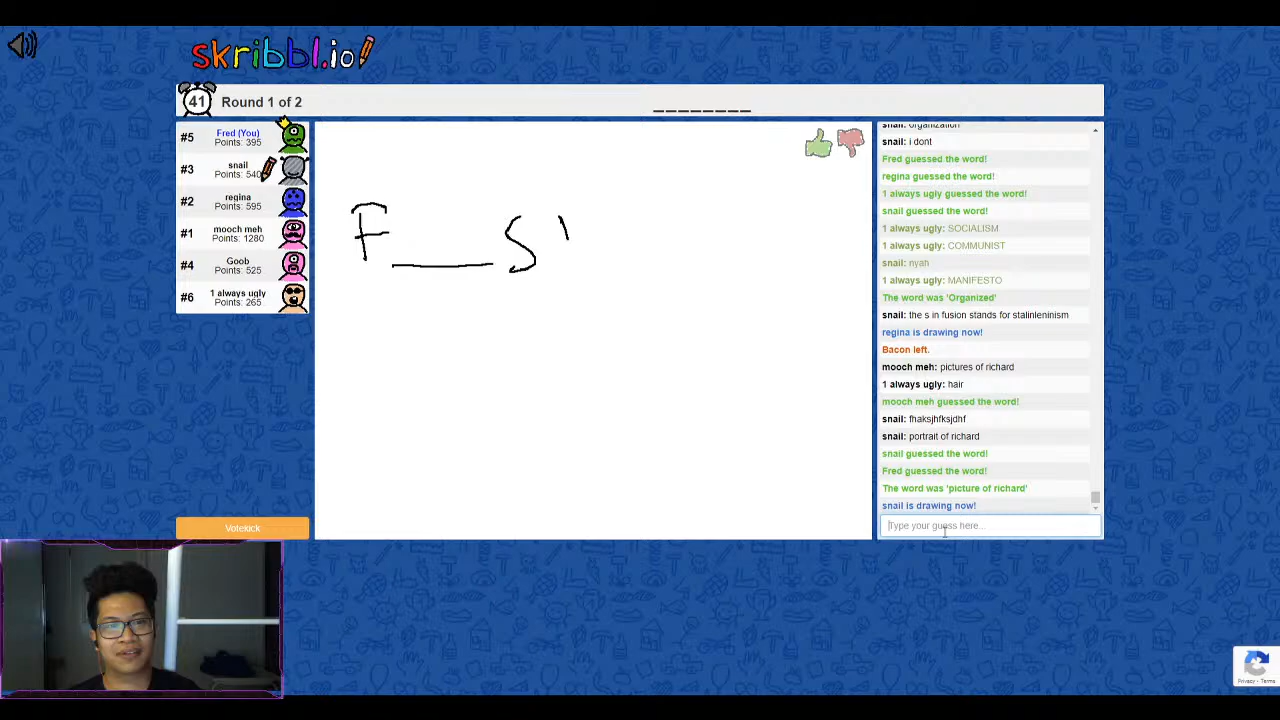 skribbl.io
41 Round 1 of 2 ________
#5 Fred (You) Points: 395
#3 snail Points: 540
#2 regina Points: 595
#1 mooch meh Points: 1280
#4 Goob Points: 525
#6 1 always ugly Points: 265
Votekick
F___S'
snail: organization
snail: i dont
Fred guessed the word!
regina guessed the word!
1 always ugly guessed the word!
snail guessed the word!
1 always ugly: SOCIALISM
1 always ugly: COMMUNIST
snail: nyah
1 always ugly: MANIFESTO
The word was 'Organized'
snail: the s in fusion stands for stalinleninism
regina is drawing now!
Bacon left.
mooch meh: pictures of richard
1 always ugly: hair
mooch meh guessed the word!
snail: fhaksjhfksjdhf
snail: portrait of richard
snail guessed the word!
Fred guessed the word!
The word was 'picture of richard'
snail is drawing now!
Type your guess here...
Privacy - Terms